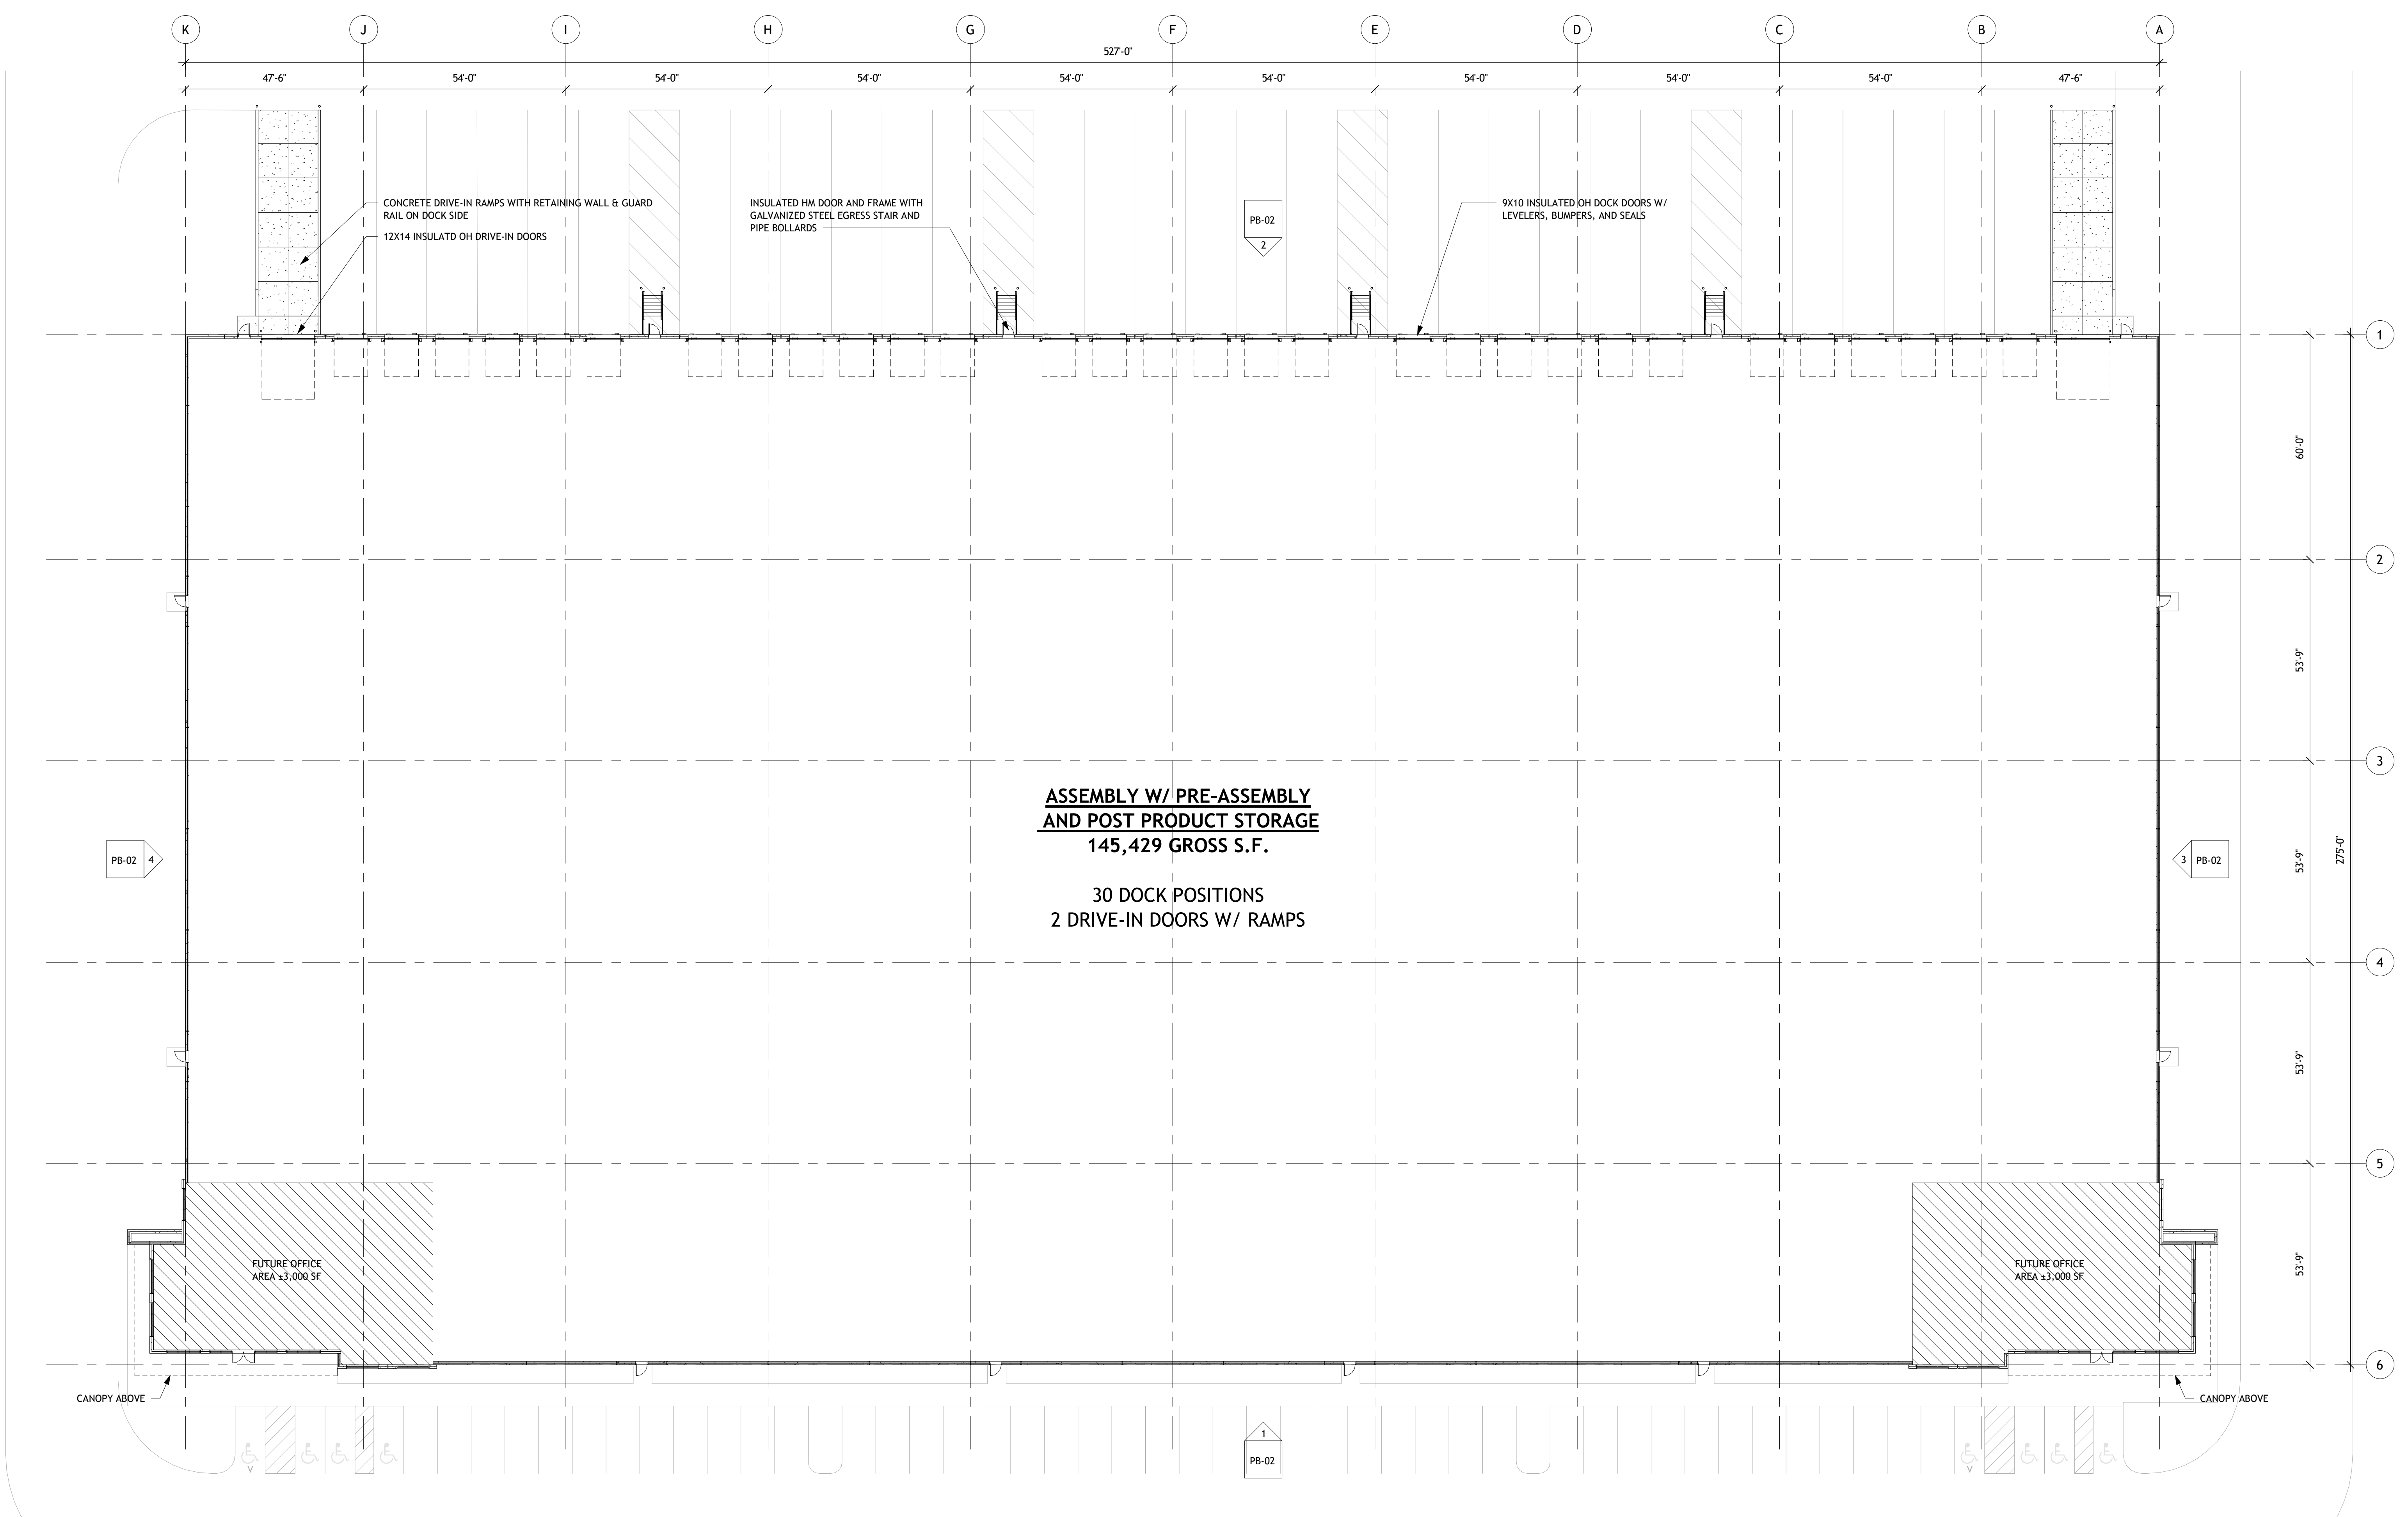 K J I H G F E D C B A
527'-0"
47'-6" 54'-0" 54'-0" 54'-0" 54'-0" 54'-0" 54'-0" 54'-0" 54'-0" 47'-6"
CONCRETE DRIVE-IN RAMPS WITH RETAINING WALL & GUARD
RAIL ON DOCK SIDE
12X14 INSULATD OH DRIVE-IN DOORS
INSULATED HM DOOR AND FRAME WITH
GALVANIZED STEEL EGRESS STAIR AND
PIPE BOLLARDS
PB-02
2
9X10 INSULATED OH DOCK DOORS W/
LEVELERS, BUMPERS, AND SEALS
1
60'-0"
2
53'-9"
3
ASSEMBLY W/ PRE-ASSEMBLY
AND POST PRODUCT STORAGE
145,429 GROSS S.F.
30 DOCK POSITIONS
2 DRIVE-IN DOORS W/ RAMPS
PB-02 4
3 PB-02
53'-9"
275'-0"
4
53'-9"
5
53'-9"
6
FUTURE OFFICE
AREA ±3,000 SF
FUTURE OFFICE
AREA ±3,000 SF
CANOPY ABOVE
CANOPY ABOVE
1
PB-02
V
V